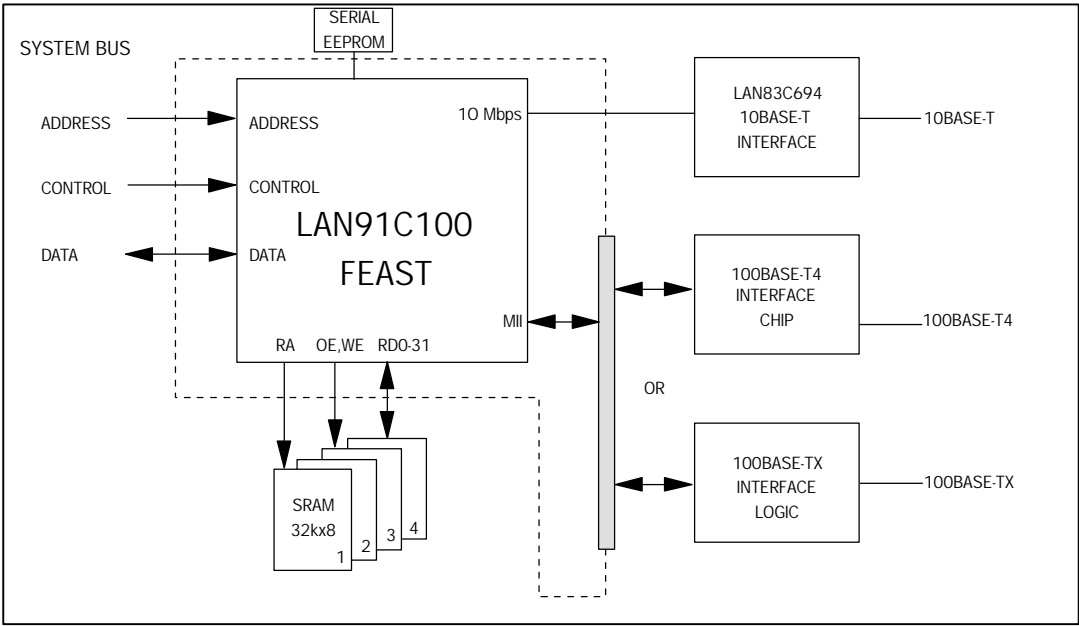 SERIAL
EEPROM
SYSTEM BUS
ADDRESS
CONTROL
DATA
ADDRESS
CONTROL
DATA
10 Mbps
LAN91C100
FEAST
MII
RA
OE,WE
RD0-31
SRAM
32kx8
1
2
3
4
LAN83C694
10BASE-T
INTERFACE
10BASE-T
100BASE-T4
INTERFACE
CHIP
100BASE-T4
OR
100BASE-TX
INTERFACE
LOGIC
100BASE-TX